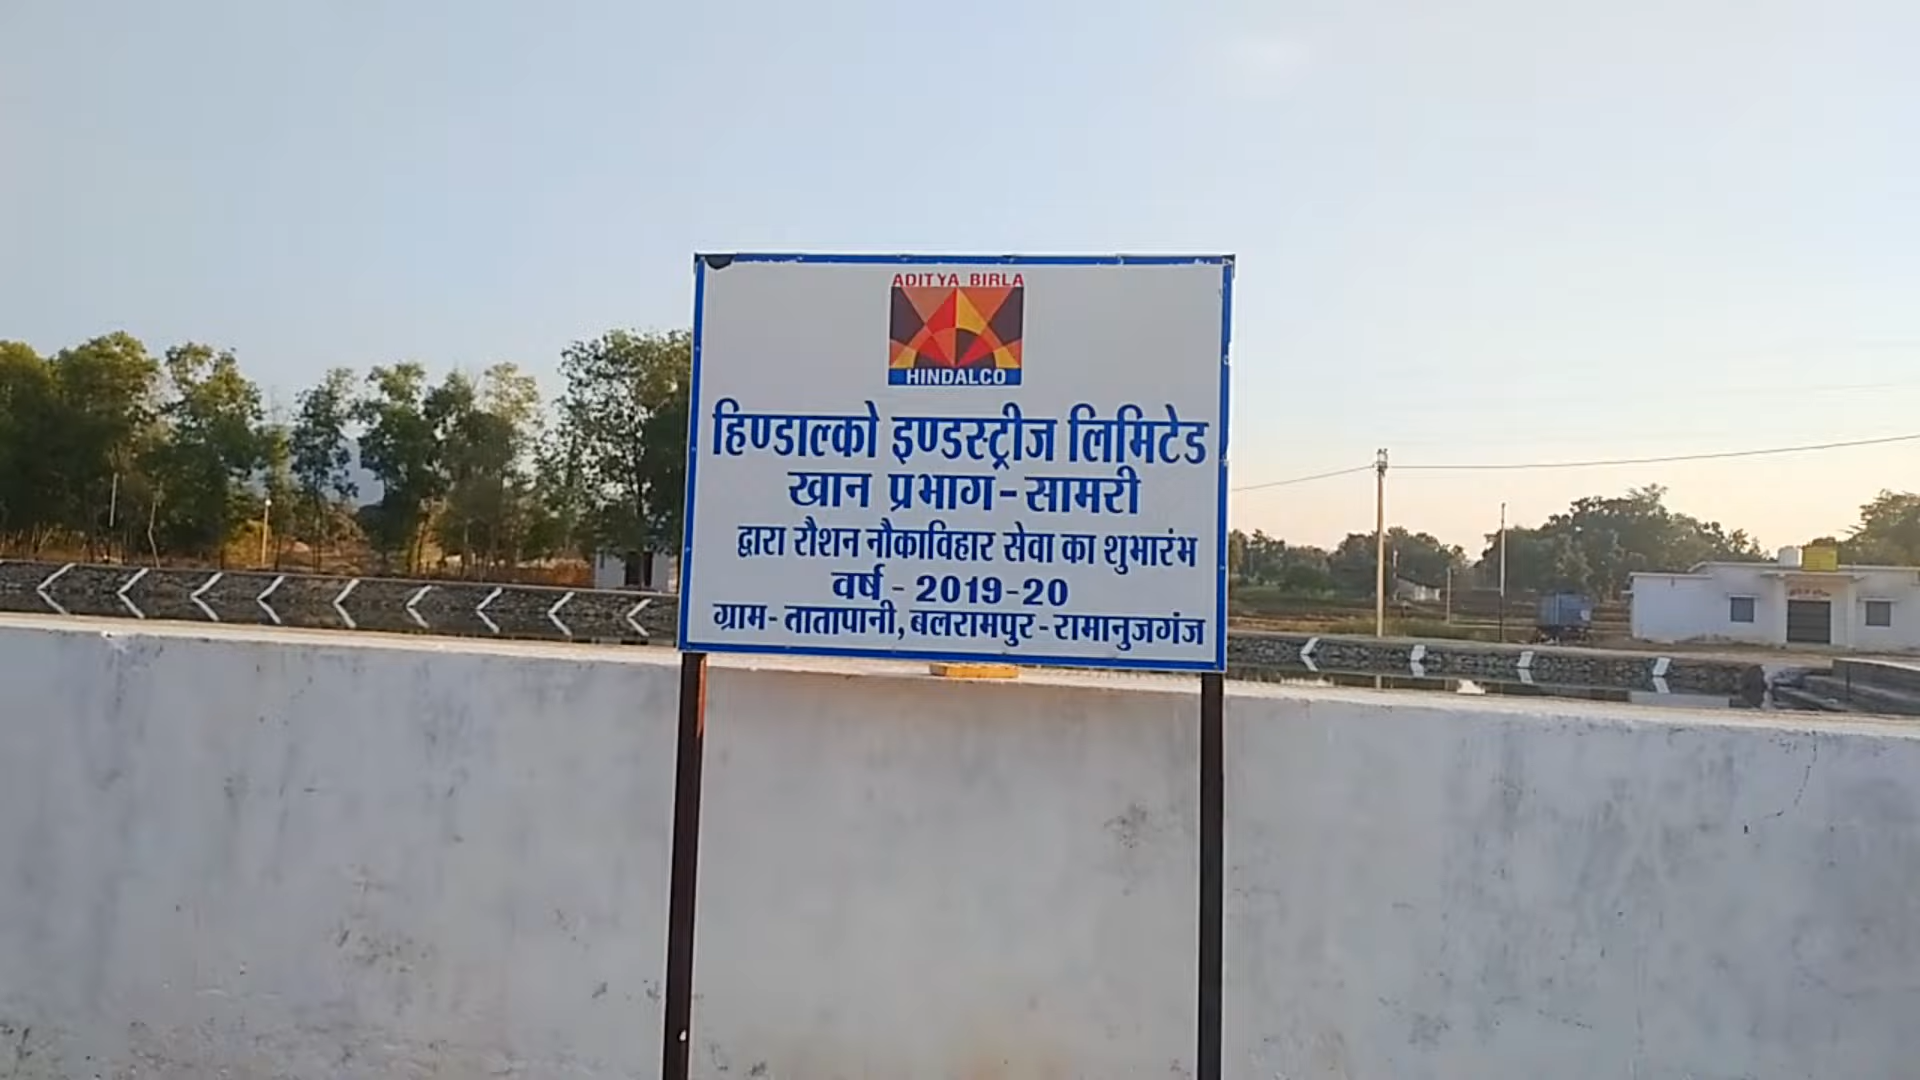 ADITYA BIRLA
HINDALCO
हिण्डाल्को इण्डस्ट्रीज लिमिटेड
खान प्रभाग-सामरी
द्वारा रौशन नौकाविहार सेवा का शुभारंभ
वर्ष - 2019-20
ग्राम- तातापानी, बलरामपुर-रामानुजगंज